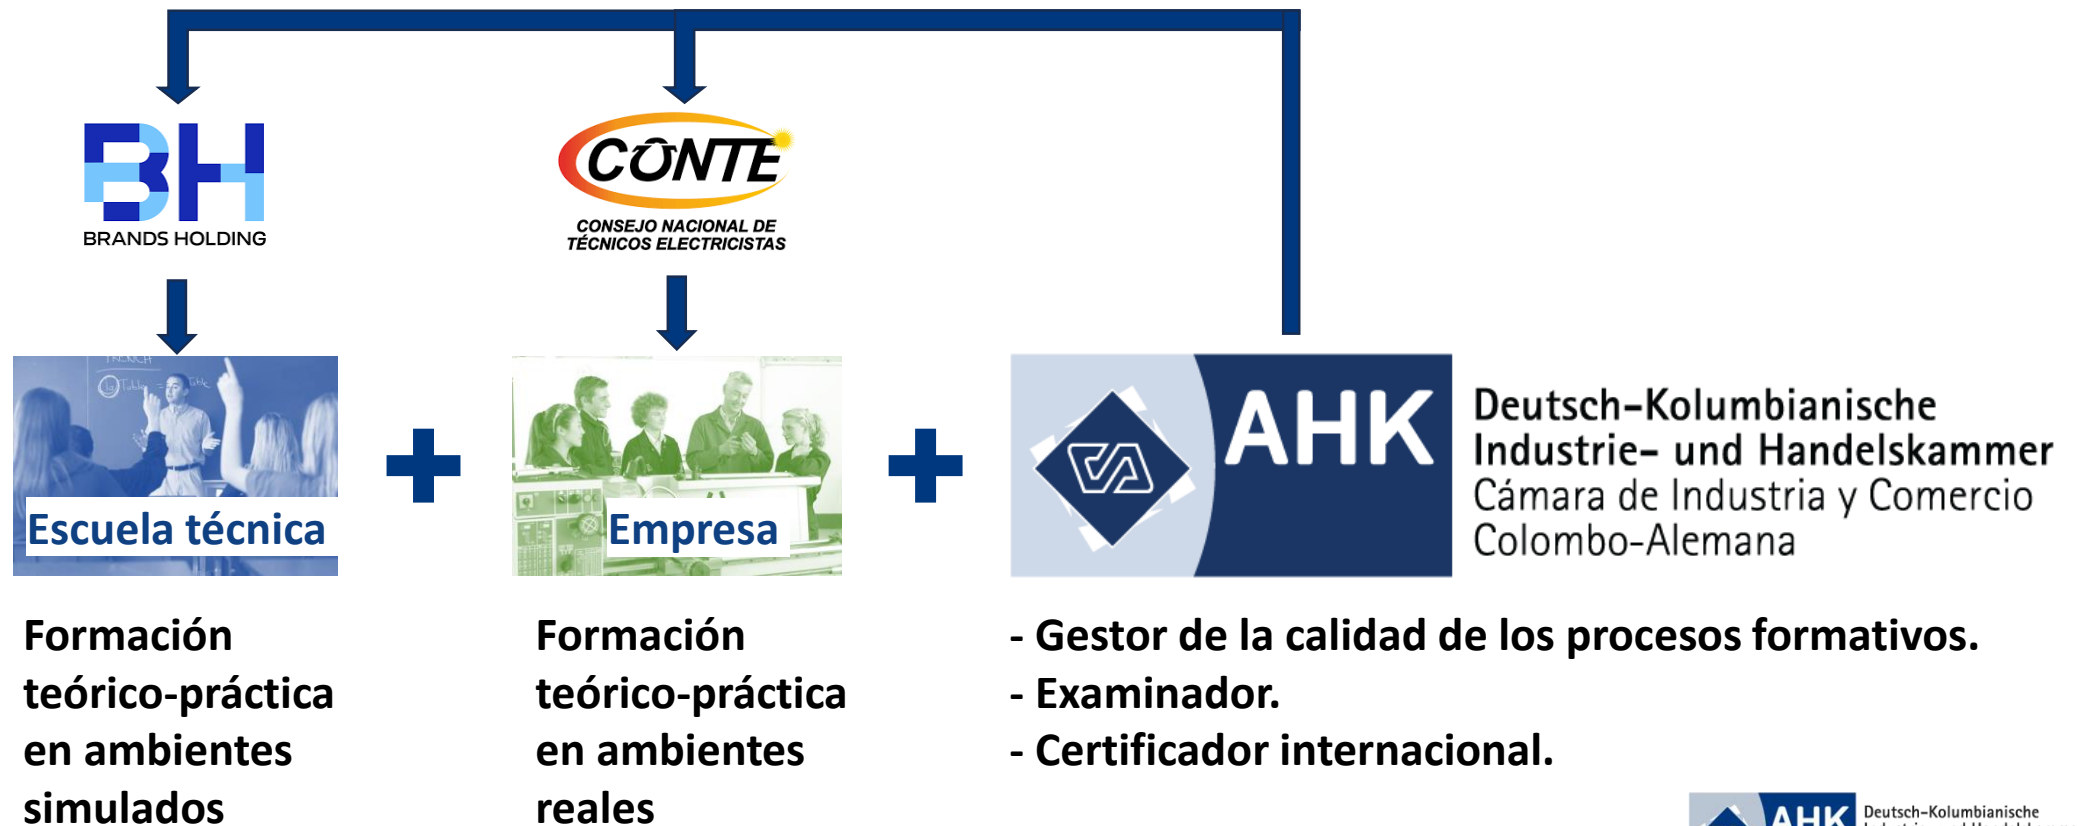 BH
BRANDS HOLDING
CONTE
CONSEJO NACIONAL DE
TÉCNICOS ELECTRICISTAS
Table = Table
Escuela técnica
Empresa
AHK
Deutsch-Kolumbianische
Industrie- und Handelskammer
Cámara de Industria y Comercio
Colombo-Alemana
Formación
teórico-práctica
en ambientes
simulados
Formación
teórico-práctica
en ambientes
reales
- Gestor de la calidad de los procesos formativos.
- Examinador.
- Certificador internacional.
AHK
Deutsch-Kolumbianische